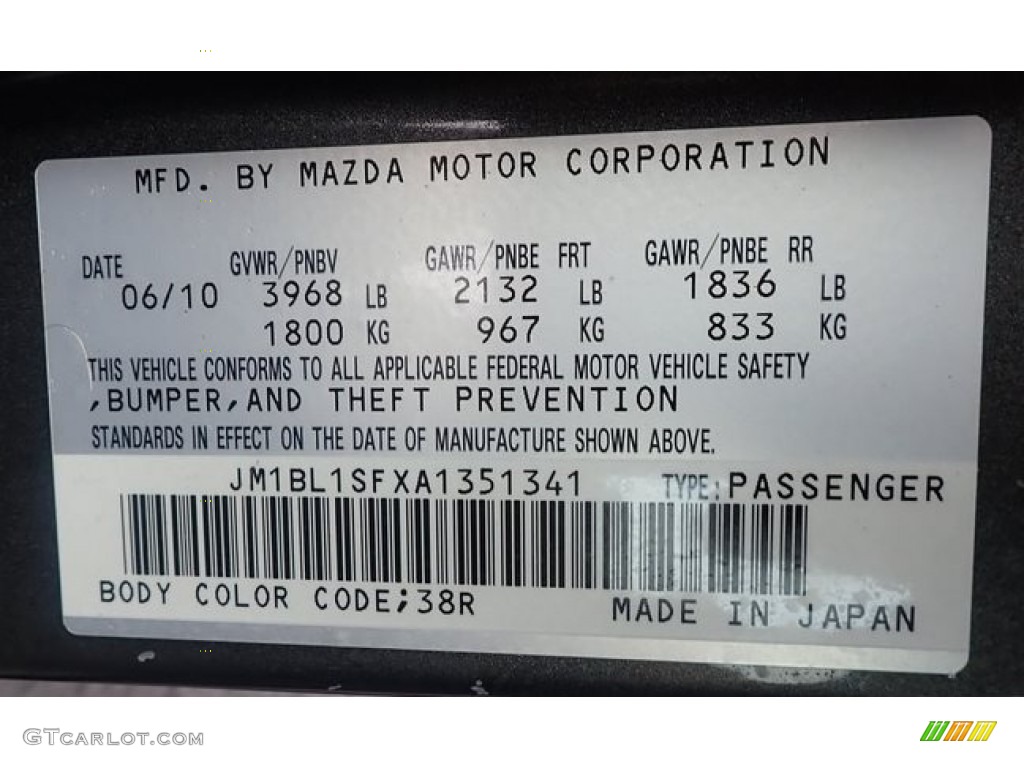 MFD. BY MAZDA MOTOR CORPORATION
DATE GVWR/PNBV GAWR/PNBE FRT GAWR/PNBE RR
06/10 3968 LB 2132 LB 1836 LB
1800 KG 967 KG 833 KG
THIS VEHICLE CONFORMS TO ALL APPLICABLE FEDERAL MOTOR VEHICLE SAFETY
,BUMPER,AND THEFT PREVENTION
STANDARDS IN EFFECT ON THE DATE OF MANUFACTURE SHOWN ABOVE.
JM1BL1SFXA1351341 TYPE:PASSENGER
BODY COLOR CODE;38R
MADE IN JAPAN
GTCARLOT.COM